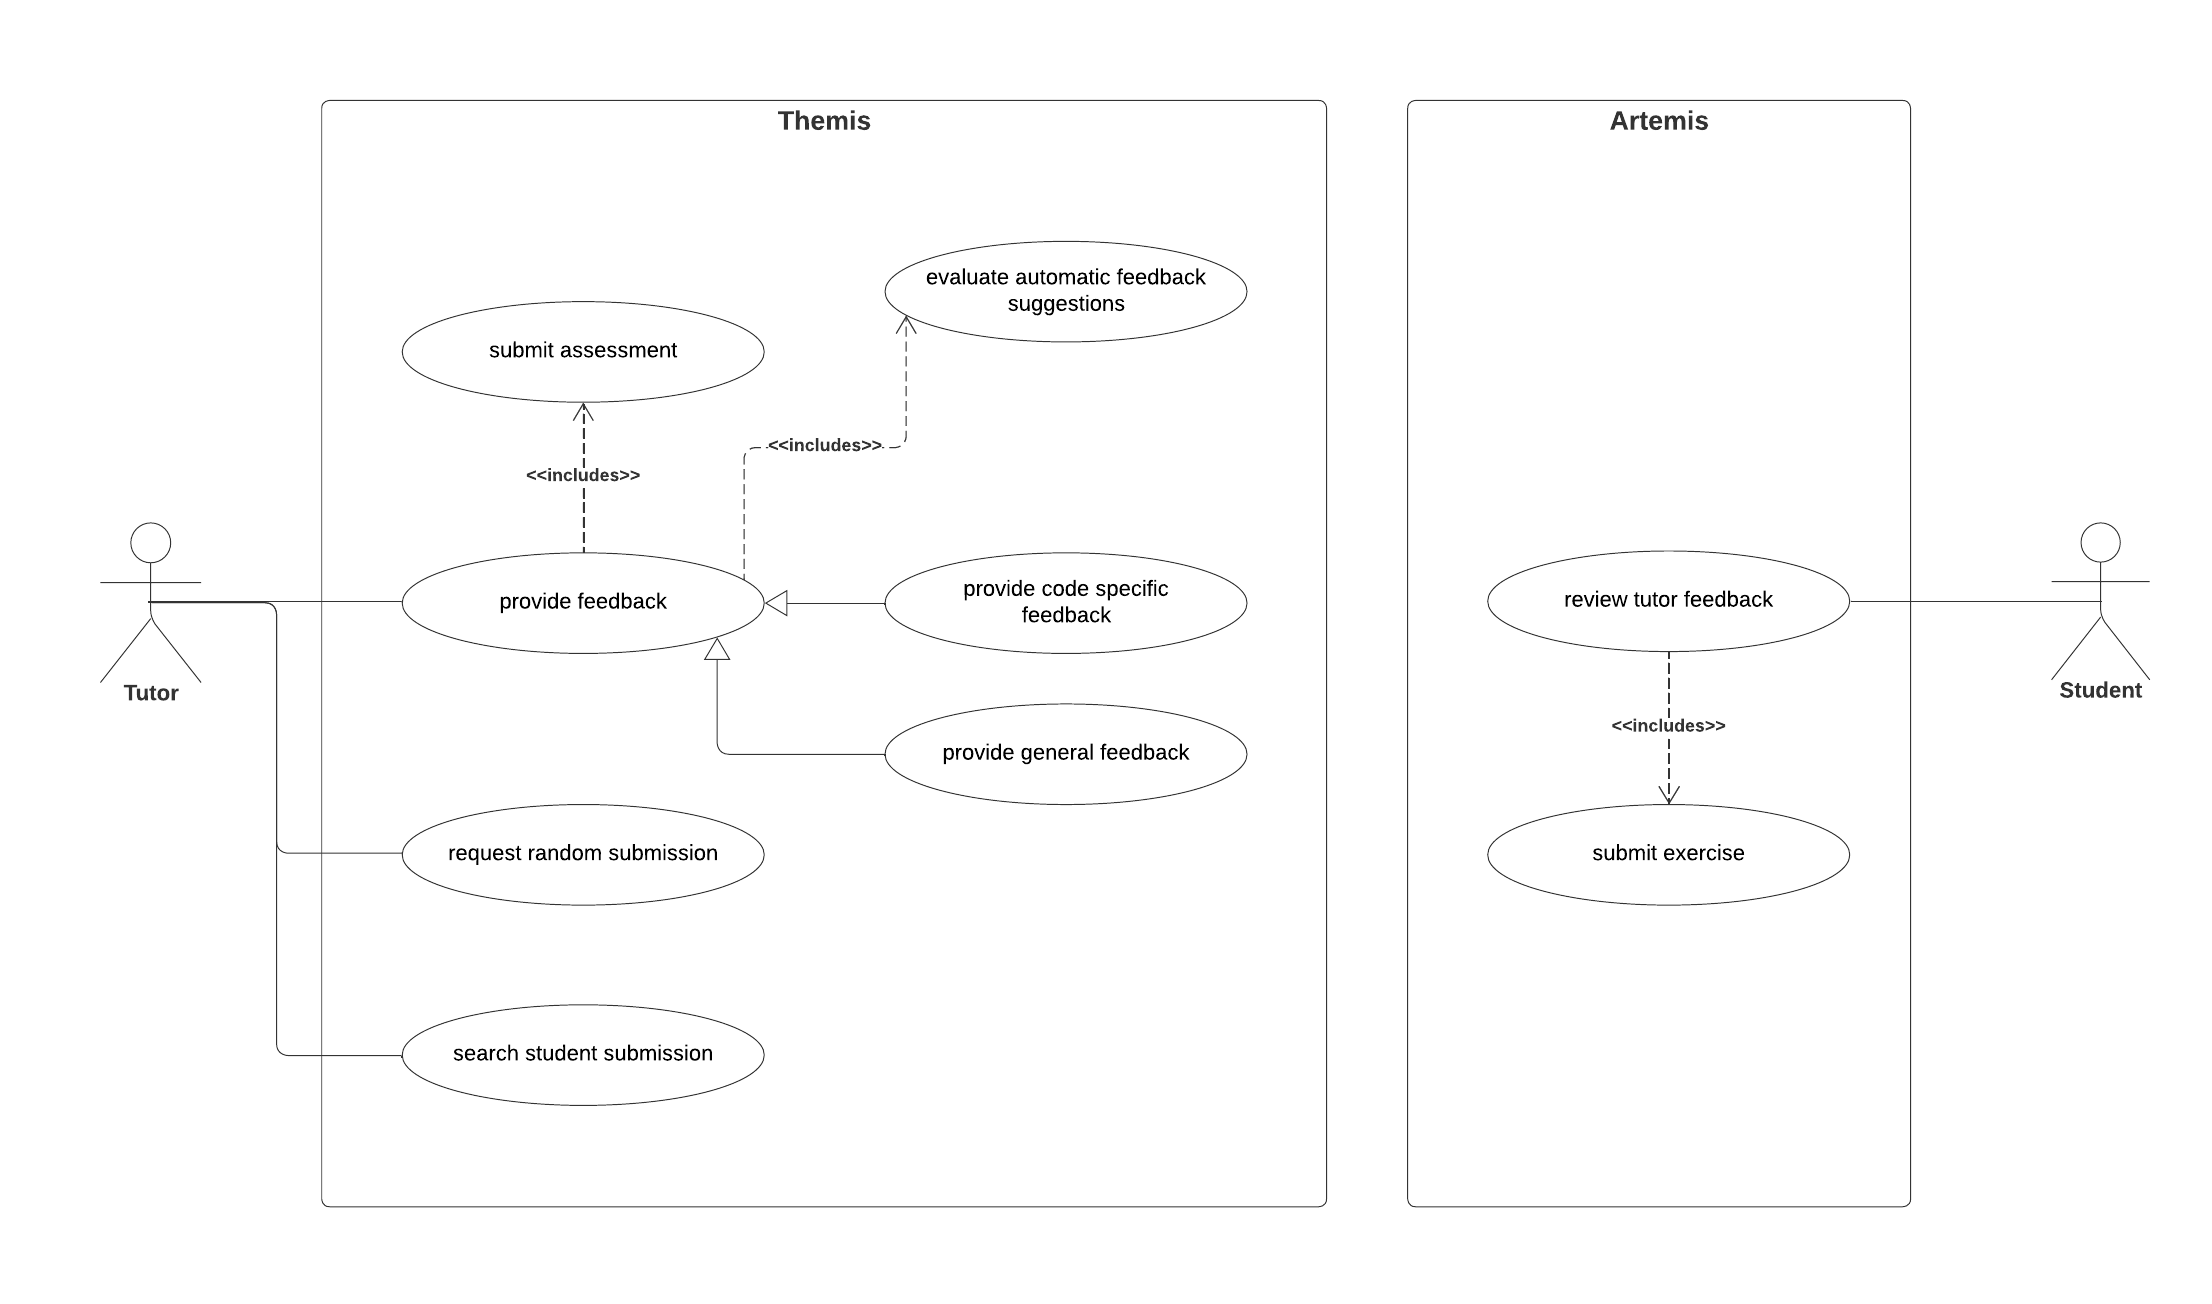 Themis
Artemis
evaluate automatic feedback
suggestions
submit assessment
<<includes>>
<<includes>>
provide feedback
provide code specific
feedback
review tutor feedback
Tutor
Student
<<includes>>
provide general feedback
request random submission
submit exercise
search student submission